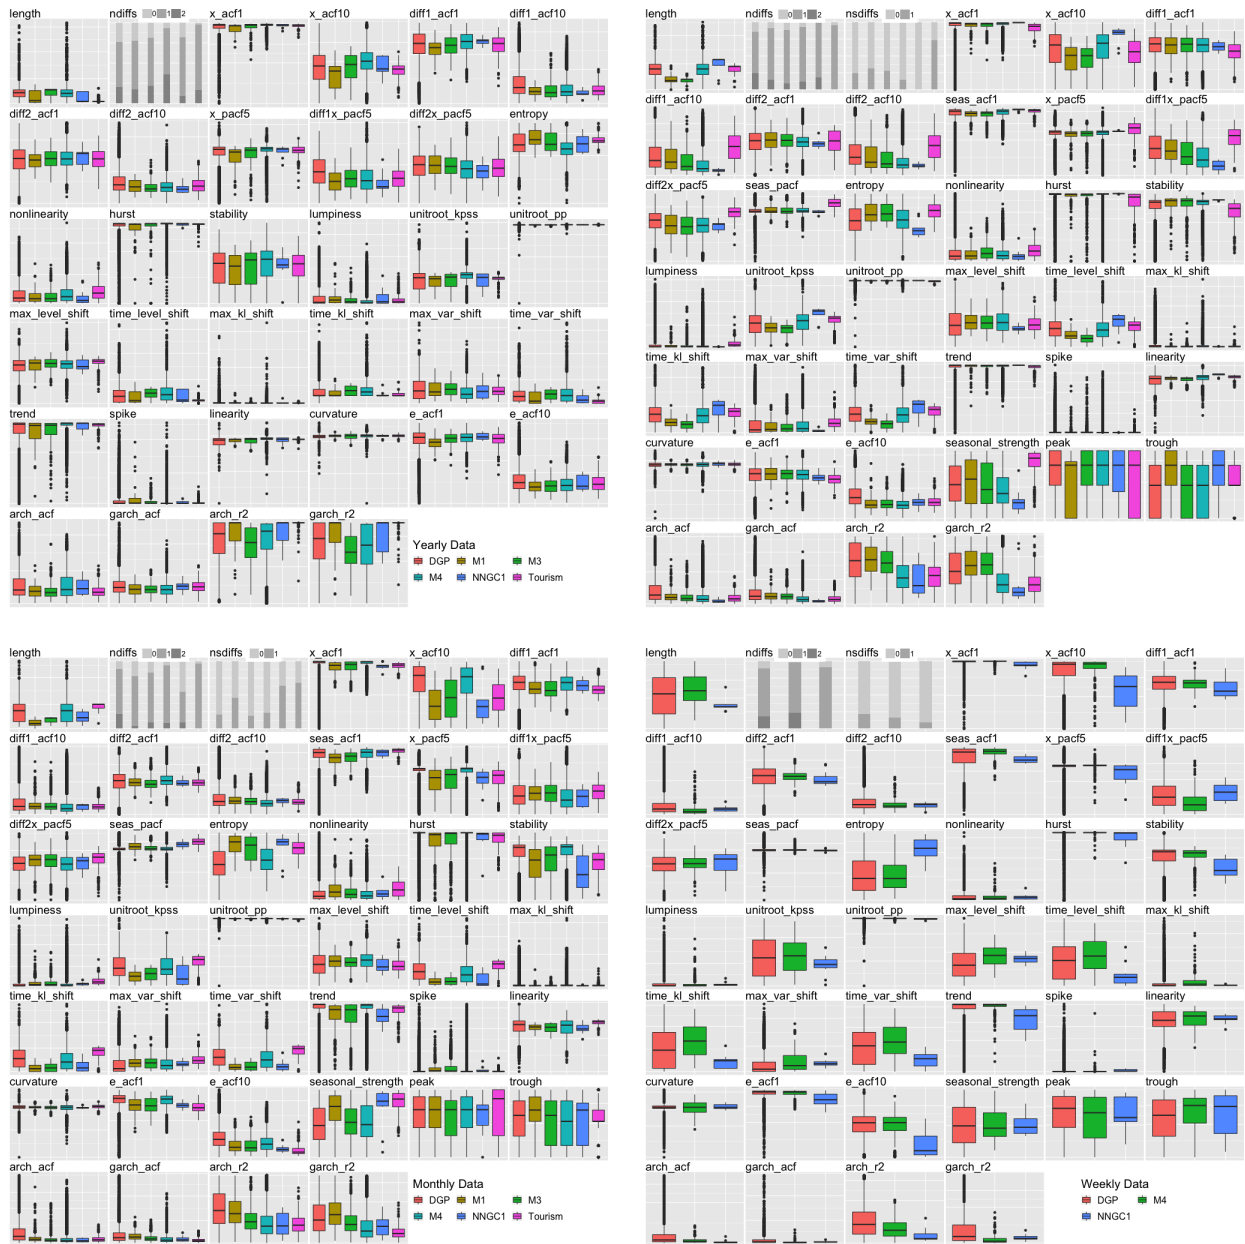 length ndiffs 0 1 2 x_acf1 x_acf10 diff1_acf1 diff1_acf10
diff2_acf1 diff2_acf10 x_pacf5 diff1x_pacf5 diff2x_pacf5 entropy
nonlinearity hurst stability lumpiness unitroot_kpss unitroot_pp
max_level_shift time_level_shift max_kl_shift time_kl_shift max_var_shift time_var_shift
trend spike linearity curvature e_acf1 e_acf10
arch_acf garch_acf arch_r2 garch_r2
Yearly Data
DGP M1 M3
M4 NNGC1 Tourism
length ndiffs 0 1 2 nsdiffs 0 1 x_acf1 x_acf10 diff1_acf1
diff1_acf10 diff2_acf1 diff2_acf10 seas_acf1 x_pacf5 diff1x_pacf5
diff2x_pacf5 seas_pacf entropy nonlinearity hurst stability
lumpiness unitroot_kpss unitroot_pp max_level_shift time_level_shift max_kl_shift
time_kl_shift max_var_shift time_var_shift trend spike linearity
curvature e_acf1 e_acf10 seasonal_strength peak trough
arch_acf garch_acf arch_r2 garch_r2
length ndiffs 0 1 2 nsdiffs 0 1 x_acf1 x_acf10 diff1_acf1
diff1_acf10 diff2_acf1 diff2_acf10 seas_acf1 x_pacf5 diff1x_pacf5
diff2x_pacf5 seas_pacf entropy nonlinearity hurst stability
lumpiness unitroot_kpss unitroot_pp max_level_shift time_level_shift max_kl_shift
time_kl_shift max_var_shift time_var_shift trend spike linearity
curvature e_acf1 e_acf10 seasonal_strength peak trough
arch_acf garch_acf arch_r2 garch_r2
Monthly Data
DGP M1 M3
M4 NNGC1 Tourism
length ndiffs 0 1 2 nsdiffs 0 1 x_acf1 x_acf10 diff1_acf1
diff1_acf10 diff2_acf1 diff2_acf10 seas_acf1 x_pacf5 diff1x_pacf5
diff2x_pacf5 seas_pacf entropy nonlinearity hurst stability
lumpiness unitroot_kpss unitroot_pp max_level_shift time_level_shift max_kl_shift
time_kl_shift max_var_shift time_var_shift trend spike linearity
curvature e_acf1 e_acf10 seasonal_strength peak trough
arch_acf garch_acf arch_r2 garch_r2
Weekly Data
DGP M4
NNGC1